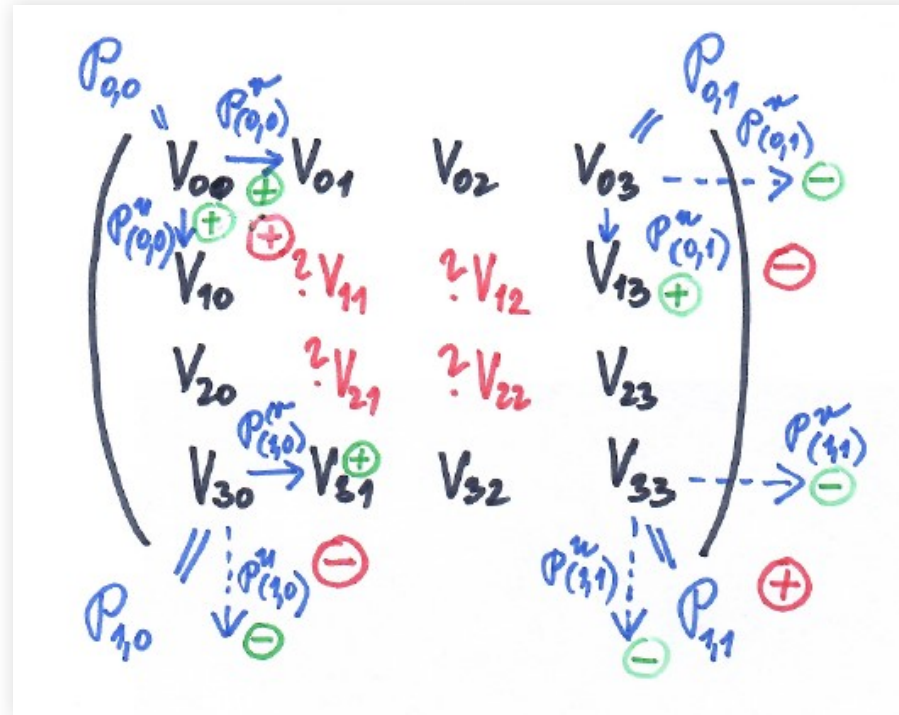 P0,0 P0,1
P^v(0,0) P^v(0,1)
V00 ⊕ V01 V02 V03 ⊖
P^u(0,0) ⊕ ⊕ P^u(0,1) ⊖
V10 ?V11 ?V12 V13 ⊕
V20 ?V21 ?V22 V23
P^v(1,0) P^v(1,1)
V30 V31 ⊕ V32 V33 ⊖
P^u(1,0) ⊖ P^u(1,1) ⊕
P1,0 ⊖ ⊖ P1,1